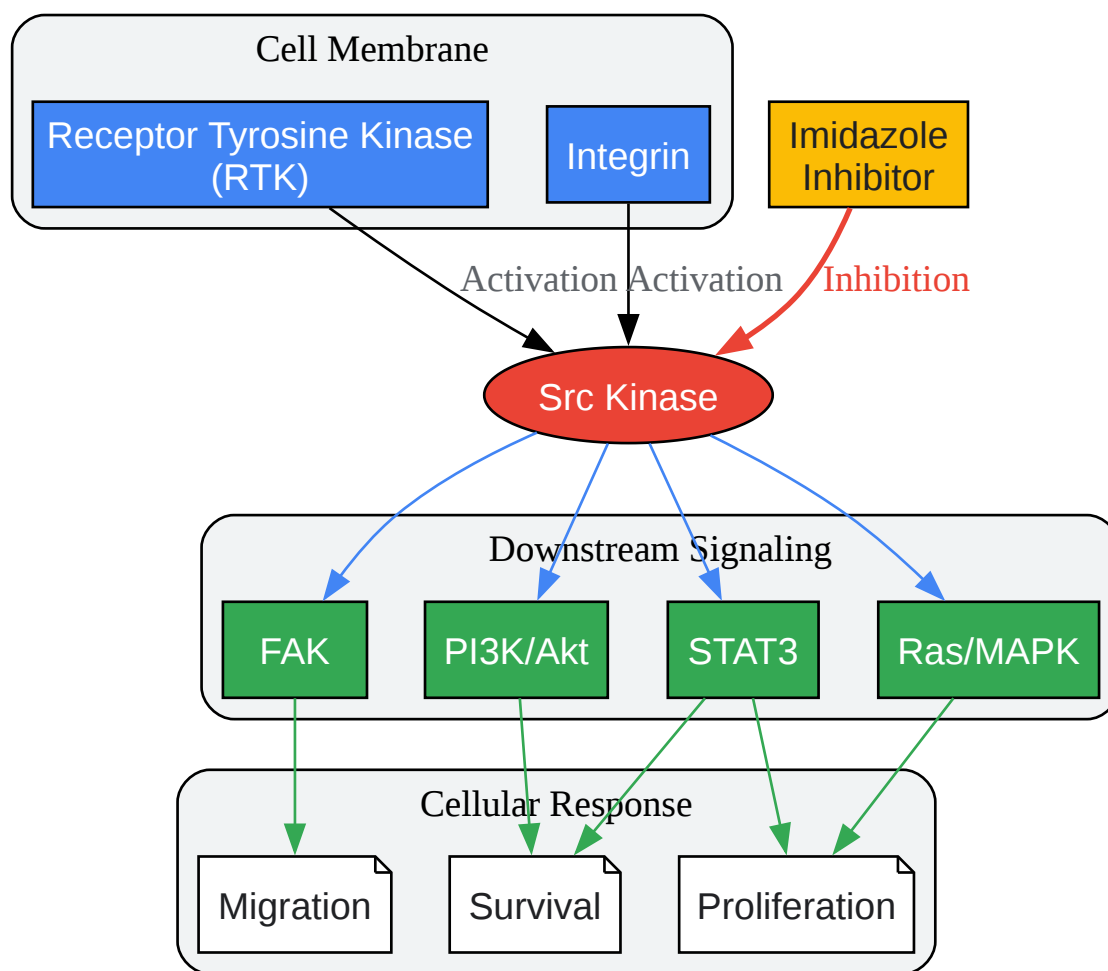 Cell Membrane
Receptor Tyrosine Kinase
(RTK)
Integrin
Imidazole
Inhibitor
Activation
Activation
Inhibition
Src Kinase
Downstream Signaling
FAK
PI3K/Akt
STAT3
Ras/MAPK
Cellular Response
Migration
Survival
Proliferation